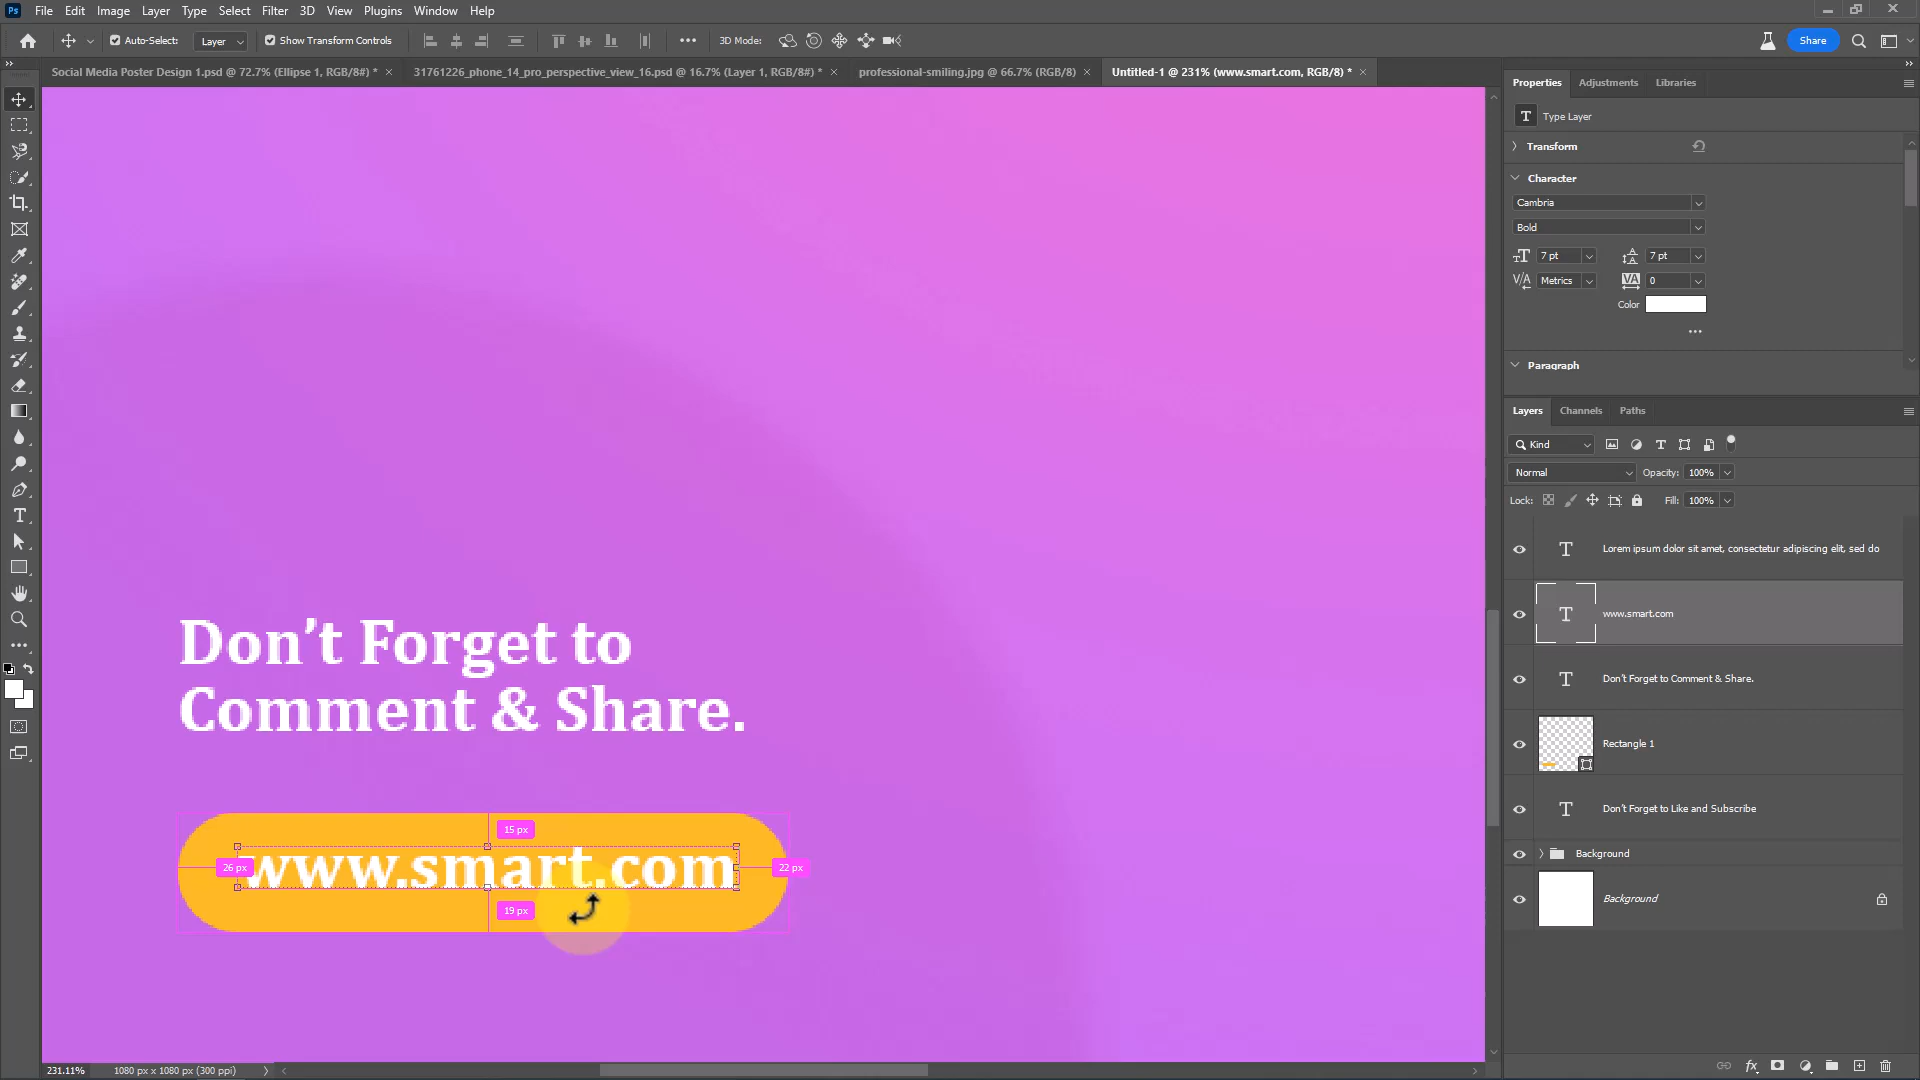 Ps File Edit Image Layer Type Select Filter 3D View Plugins Window Help
Auto-Select: Layer Show Transform Controls 3D Mode: Share
Social Media Poster Design 1.psd @ 72.7% (Ellipse 1, RGB/8#) * × 31761226_phone_14_pro_perspective_view_16.psd @ 16.7% (Layer 1, RGB/8#) * × professional-smiling.jpg @ 66.7% (RGB/8) × Untitled-1 @ 231% (www.smart.com, RGB/8) * ×
Don't Forget to
Comment & Share.
15 px
26 px
www.smart.com
22 px
19 px
231.11% 1080 px x 1080 px (300 ppi)
Properties Adjustments Libraries
T Type Layer
Transform
Character
Cambria
Bold
7 pt 7 pt
Metrics 0
Color
Paragraph
Layers Channels Paths
Kind
Normal Opacity: 100%
Lock: Fill: 100%
T Lorem ipsum dolor sit amet, consectetur adipiscing elit, sed do
T www.smart.com
T Don't Forget to Comment & Share.
Rectangle 1
T Don't Forget to Like and Subscribe
Background
Background
fx